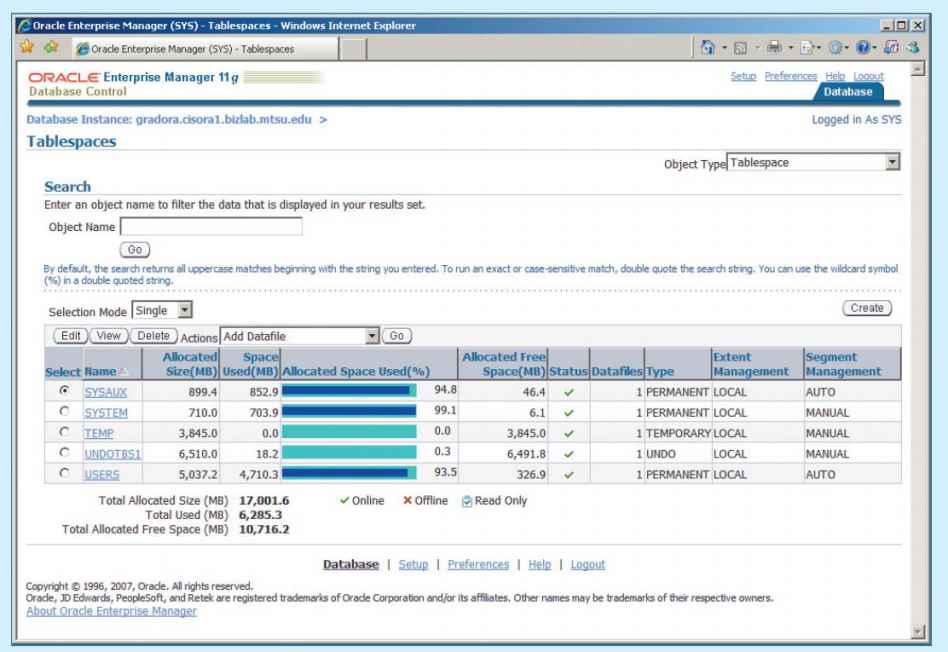 Oracle Enterprise Manager (SYS) - Tablespaces - Windows Internet Explorer
Oracle Enterprise Manager (SYS) - Tablespaces
ORACLE Enterprise Manager 11g
Database Control
Setup Preferences Help Logout
Database
Database Instance: gradora.cisora1.bizlab.mtsu.edu >
Logged in As SYS
Tablespaces
Object Type Tablespace
Search
Enter an object name to filter the data that is displayed in your results set.
Object Name
Go
By default, the search returns all uppercase matches beginning with the string you entered. To run an exact or case-sensitive match, double quote the search string. You can use the wildcard symbol
(%) in a double quoted string.
Selection Mode Single
Create
Edit View Delete Actions Add Datafile Go
Select Name Allocated Size(MB) Space Used(MB) Allocated Space Used(%) Allocated Free Space(MB) Status Datafiles Type Extent Management Segment Management
SYSAUX 899.4 852.9 94.8 46.4 1 PERMANENT LOCAL AUTO
SYSTEM 710.0 703.9 99.1 6.1 1 PERMANENT LOCAL MANUAL
TEMP 3,845.0 0.0 0.0 3,845.0 1 TEMPORARY LOCAL MANUAL
UNDOTBS1 6,510.0 18.2 0.3 6,491.8 1 UNDO LOCAL MANUAL
USERS 5,037.2 4,710.3 93.5 326.9 1 PERMANENT LOCAL AUTO
Total Allocated Size (MB) 17,001.6 Online Offline Read Only
Total Used (MB) 6,285.3
Total Allocated Free Space (MB) 10,716.2
Database | Setup | Preferences | Help | Logout
Copyright © 1996, 2007, Oracle. All rights reserved.
Oracle, JD Edwards, PeopleSoft, and Retek are registered trademarks of Oracle Corporation and/or its affiliates. Other names may be trademarks of their respective owners.
About Oracle Enterprise Manager